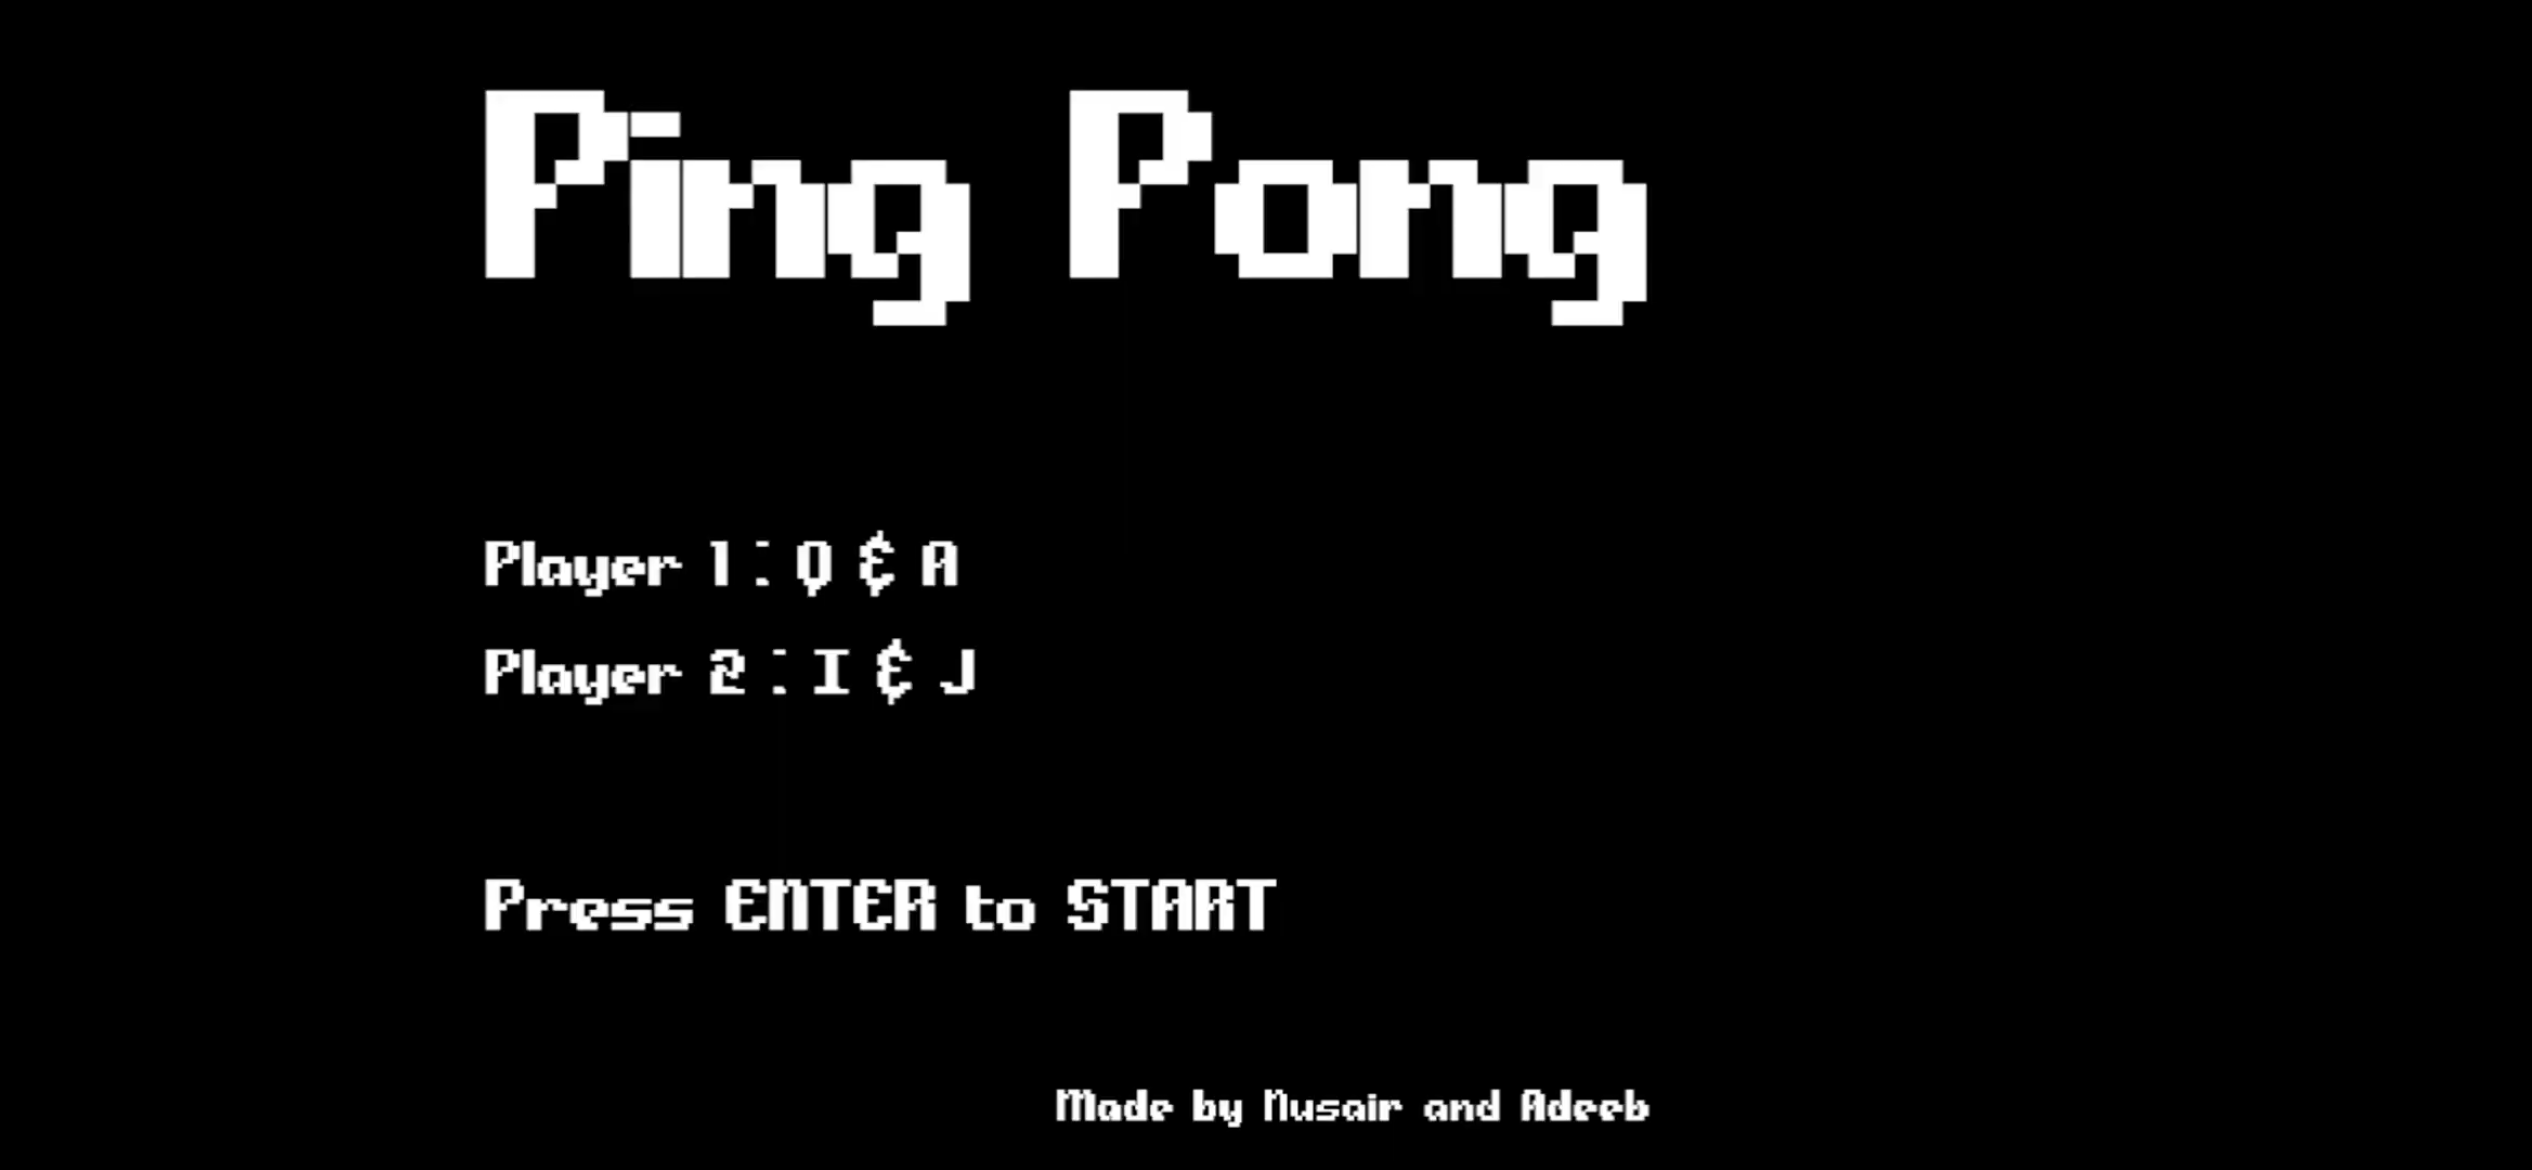 Ping Pong
Player 1 : Q & A
Player 2 : I & J
Press ENTER to START
Made by Nusair and Adeeb